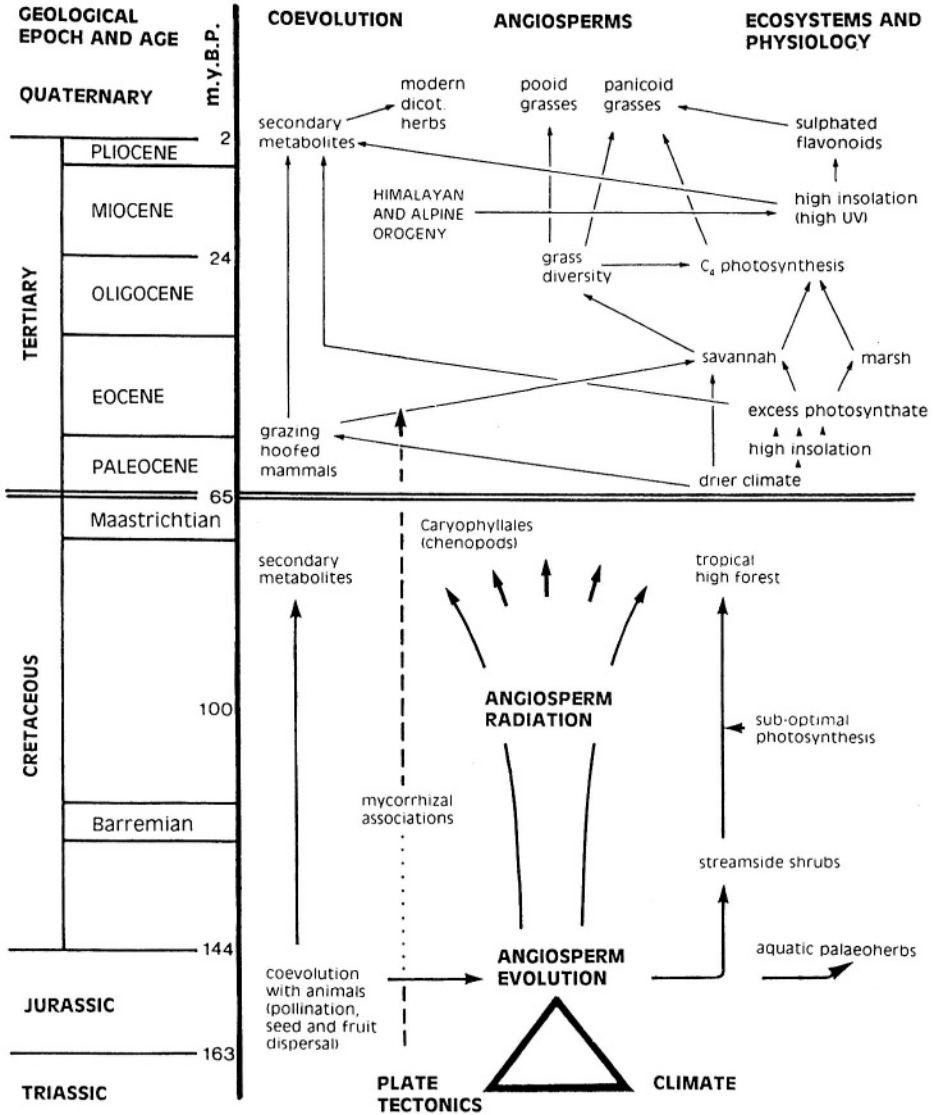 GEOLOGICAL
EPOCH AND AGE
m.y.B.P.
COEVOLUTION
ANGIOSPERMS
ECOSYSTEMS AND
PHYSIOLOGY
QUATERNARY
modern
dicot.
herbs
pooid
grasses
panicoid
grasses
secondary
metabolites
sulphated
flavonoids
2
PLIOCENE
MIOCENE
HIMALAYAN
AND ALPINE
OROGENY
high insolation
(high UV)
24
grass
diversity
C₄ photosynthesis
OLIGOCENE
TERTIARY
savannah
marsh
EOCENE
excess photosynthate
grazing
hoofed
mammals
high insolation
PALEOCENE
drier climate
65
Maastrichtian
Caryophyllales
(chenopods)
secondary
metabolites
tropical
high forest
CRETACEOUS
100
ANGIOSPERM
RADIATION
sub-optimal
photosynthesis
mycorrhizal
associations
Barremian
streamside shrubs
144
ANGIOSPERM
EVOLUTION
aquatic palaeoherbs
coevolution
with animals
(pollination,
seed and fruit
dispersal)
JURASSIC
163
PLATE
TECTONICS
CLIMATE
TRIASSIC